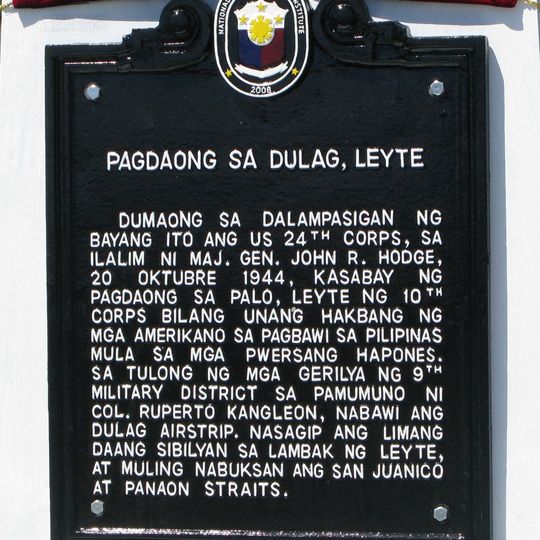 NATIONAL
INSTITUTE
2008
PAGDAONG SA DULAG, LEYTE
DUMAONG SA DALAMPASIGAN NG
BAYANG ITO ANG US 24TH CORPS, SA
ILALIM NI MAJ. GEN. JOHN R. HODGE,
20 OKTUBRE 1944, KASABAY NG
PAGDAONG SA PALO, LEYTE NG 10TH
CORPS BILANG UNANG HAKBANG NG
MGA AMERIKANO SA PAGBAWI SA PILIPINAS
MULA SA MGA PWERSANG HAPONES.
SA TULONG NG MGA GERILYA NG 9TH
MILITARY DISTRICT SA PAMUMUNO NI
COL. RUPERTO KANGLEON, NABAWI ANG
DULAG AIRSTRIP. NASAGIP ANG LIMANG
DAANG SIBILYAN SA LAMBAK NG LEYTE,
AT MULING NABUKSAN ANG SAN JUANICO
AT PANAON STRAITS.